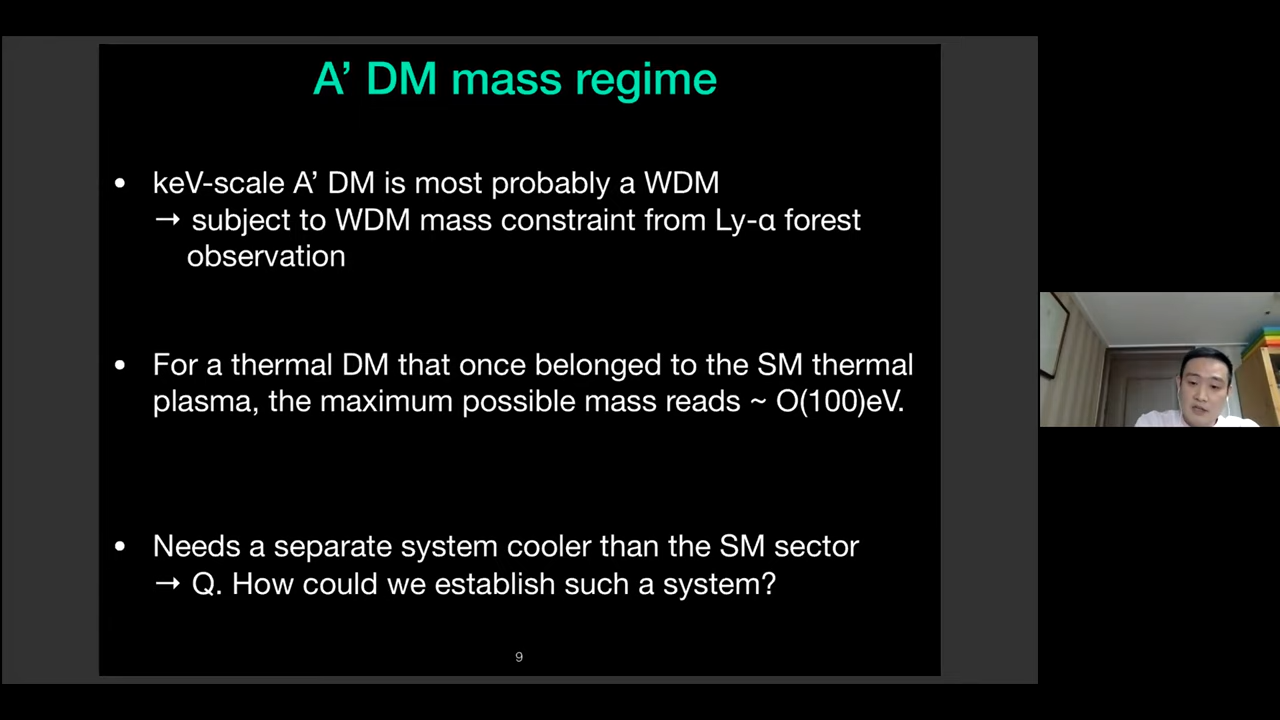 A’ DM mass regime
• keV-scale A’ DM is most probably a WDM
→ subject to WDM mass constraint from Ly-α forest
observation
• For a thermal DM that once belonged to the SM thermal
plasma, the maximum possible mass reads ~ O(100)eV.
• Needs a separate system cooler than the SM sector
→ Q. How could we establish such a system?
9